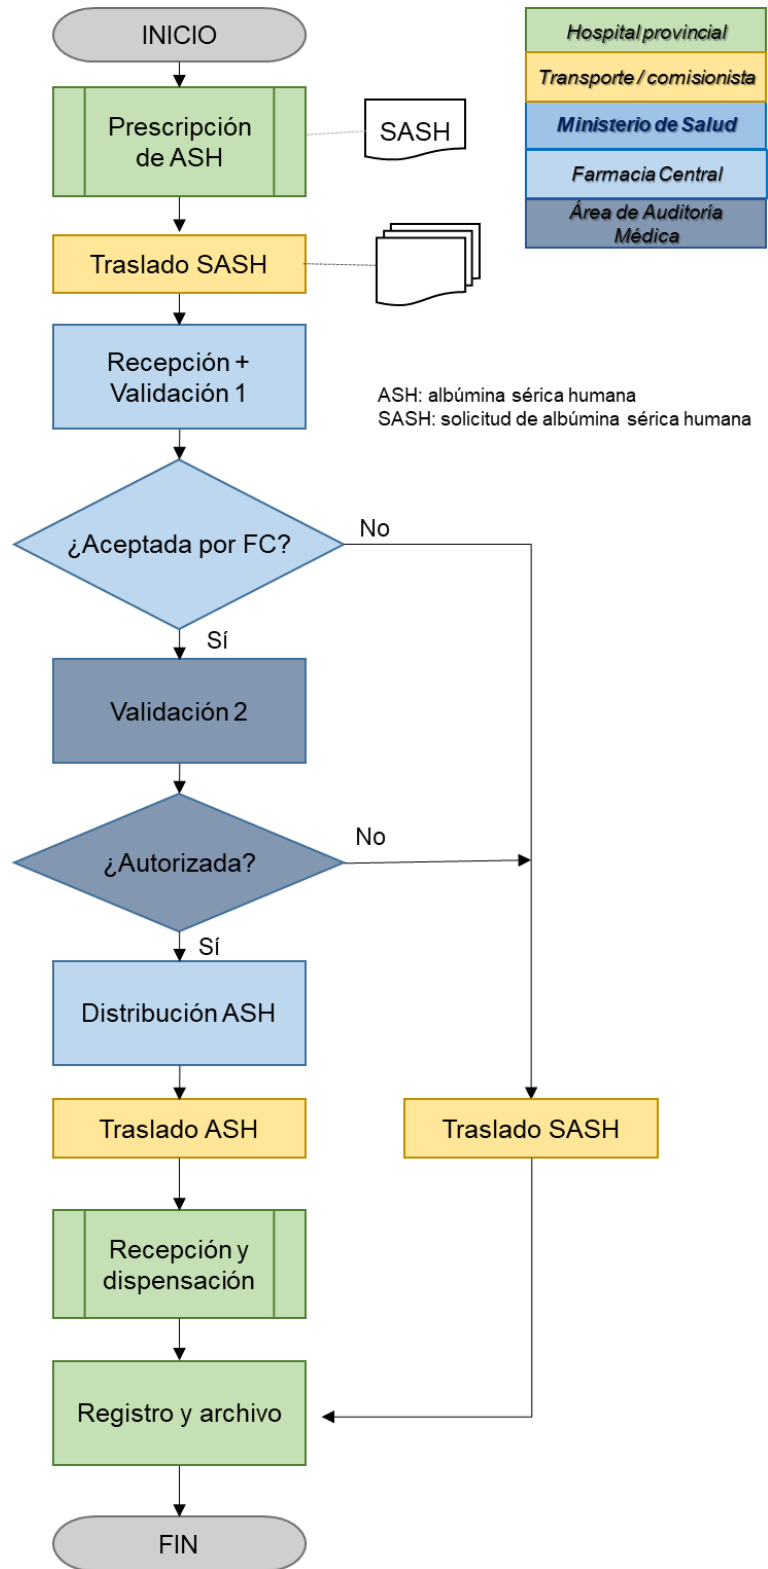 INICIO
Hospital provincial
Transporte / comisionista
Ministerio de Salud
Farmacia Central
Área de Auditoría
Médica
Prescripción
de ASH
SASH
Traslado SASH
Recepción +
Validación 1
ASH: albúmina sérica humana
SASH: solicitud de albúmina sérica humana
¿Aceptada por FC?
No
Sí
Validación 2
¿Autorizada?
No
Sí
Distribución ASH
Traslado ASH
Traslado SASH
Recepción y
dispensación
Registro y archivo
FIN